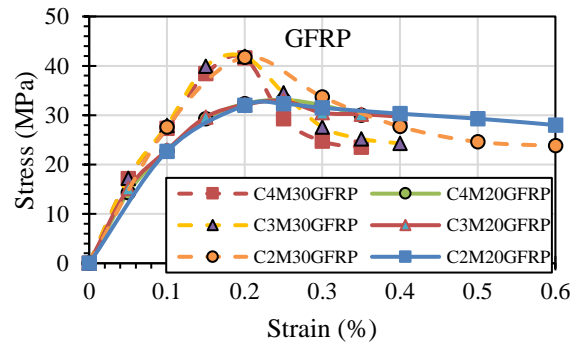 GFRP
Stress (MPa)
50
40
30
20
10
0
C4M30GFRP C4M20GFRP
C3M30GFRP C3M20GFRP
C2M30GFRP C2M20GFRP
0 0.1 0.2 0.3 0.4 0.5 0.6
Strain (%)